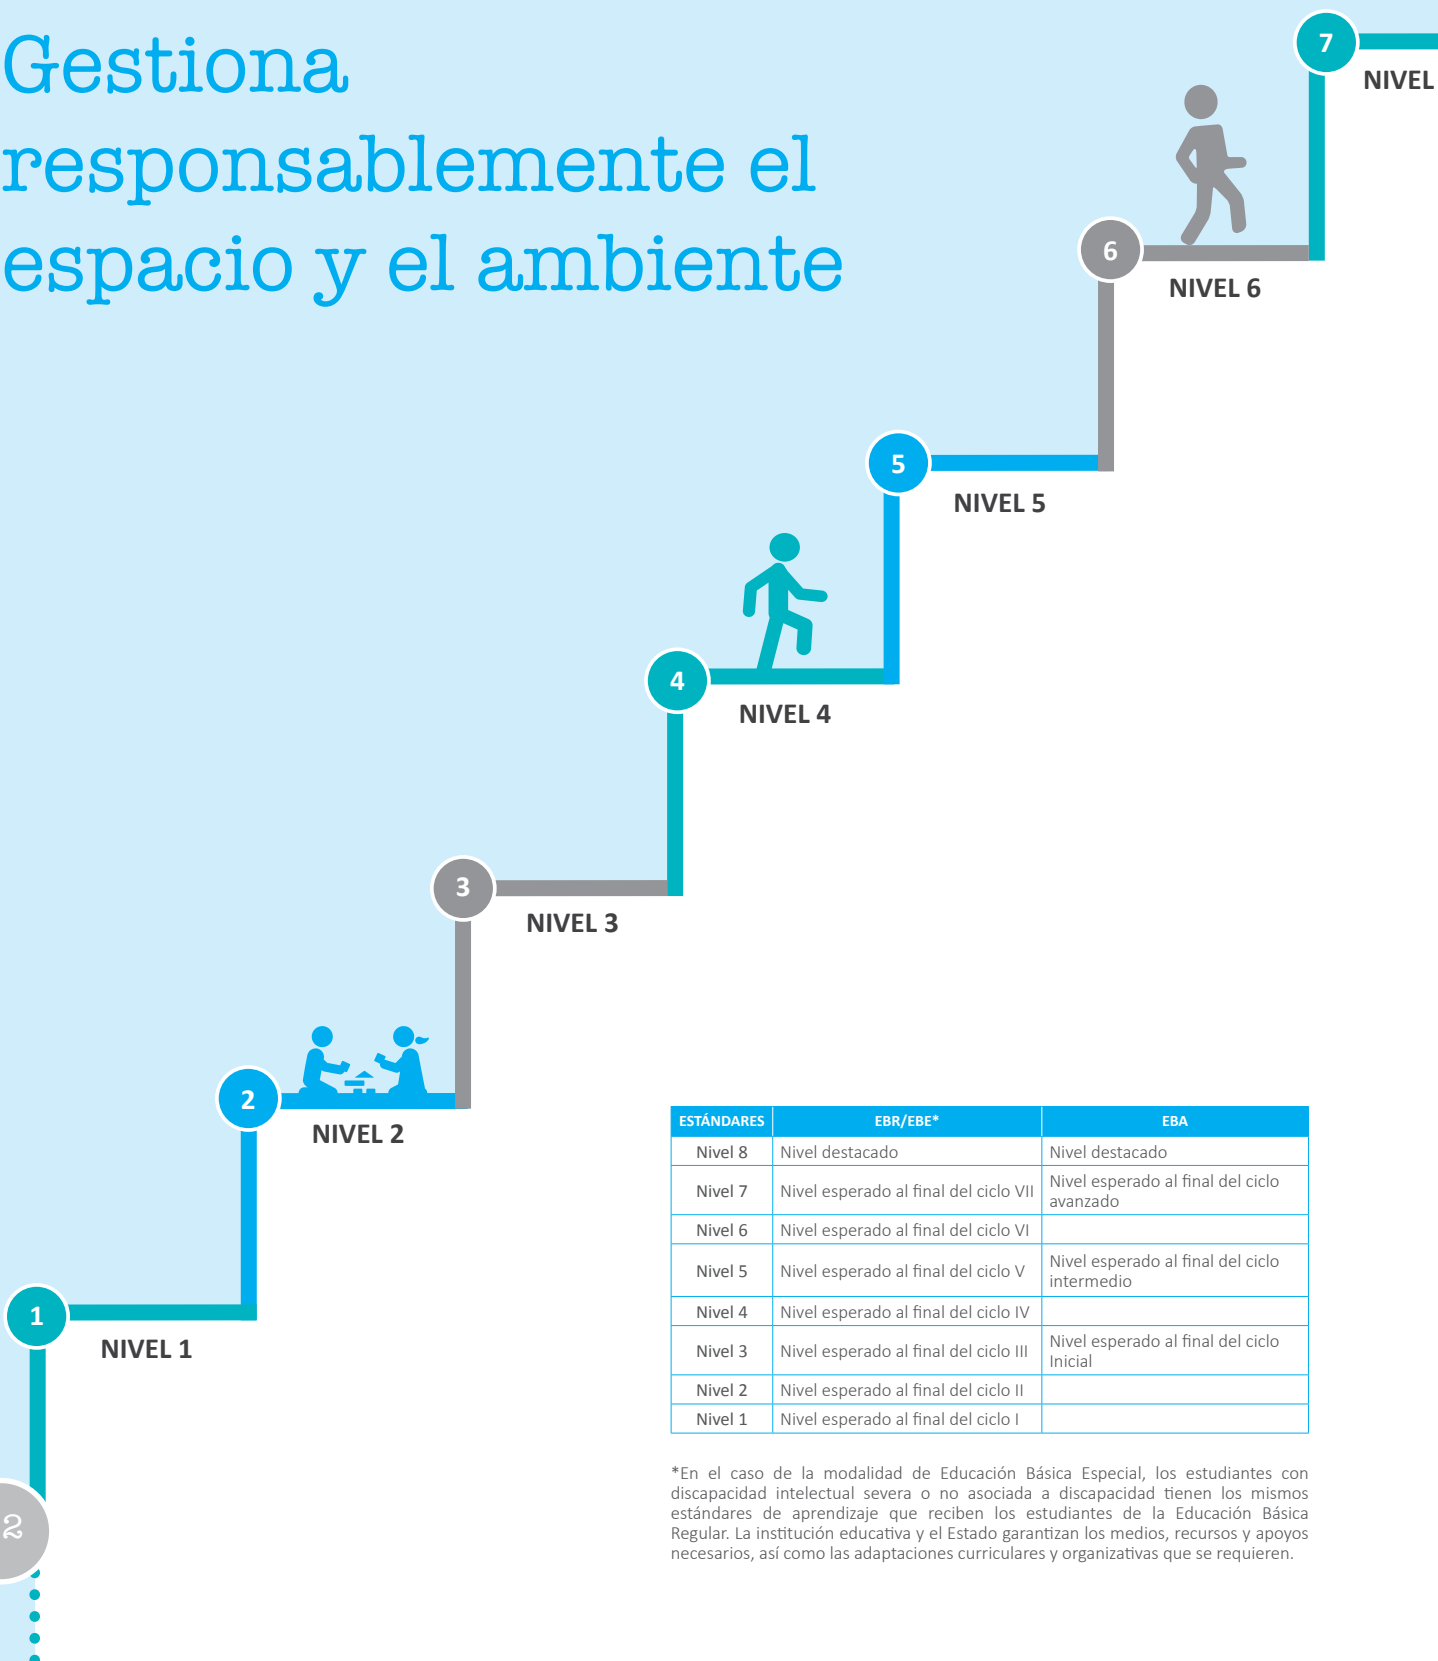 Gestiona
responsablemente el
espacio y el ambiente
7
NIVEL
6
NIVEL 6
5
NIVEL 5
4
NIVEL 4
3
NIVEL 3
2
NIVEL 2
1
NIVEL 1
ESTÁNDARES EBR/EBE* EBA
Nivel 8 Nivel destacado Nivel destacado
Nivel 7 Nivel esperado al final del ciclo VII Nivel esperado al final del ciclo
avanzado
Nivel 6 Nivel esperado al final del ciclo VI
Nivel 5 Nivel esperado al final del ciclo V Nivel esperado al final del ciclo
intermedio
Nivel 4 Nivel esperado al final del ciclo IV
Nivel 3 Nivel esperado al final del ciclo III Nivel esperado al final del ciclo
Inicial
Nivel 2 Nivel esperado al final del ciclo II
Nivel 1 Nivel esperado al final del ciclo I
*En el caso de la modalidad de Educación Básica Especial, los estudiantes con
discapacidad intelectual severa o no asociada a discapacidad tienen los mismos
estándares de aprendizaje que reciben los estudiantes de la Educación Básica
Regular. La institución educativa y el Estado garantizan los medios, recursos y apoyos
necesarios, así como las adaptaciones curriculares y organizativas que se requieren.
2